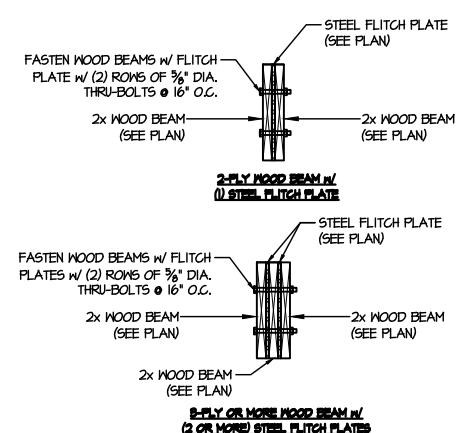 STEEL FLITCH PLATE
(SEE PLAN)
FASTEN WOOD BEAMS W/ FLITCH
PLATE W/ (2) ROWS OF 5/8" DIA.
THRU-BOLTS @ 16" O.C.
2x WOOD BEAM
(SEE PLAN)
2x WOOD BEAM
(SEE PLAN)
2-PLY WOOD BEAM W/
(1) STEEL FLITCH PLATE
STEEL FLITCH PLATE
(SEE PLAN)
FASTEN WOOD BEAMS W/ FLITCH
PLATES W/ (2) ROWS OF 5/8" DIA.
THRU-BOLTS @ 16" O.C.
2x WOOD BEAM
(SEE PLAN)
2x WOOD BEAM
(SEE PLAN)
2x WOOD BEAM
(SEE PLAN)
3-PLY OR MORE WOOD BEAM W/
(2 OR MORE) STEEL FLITCH PLATES